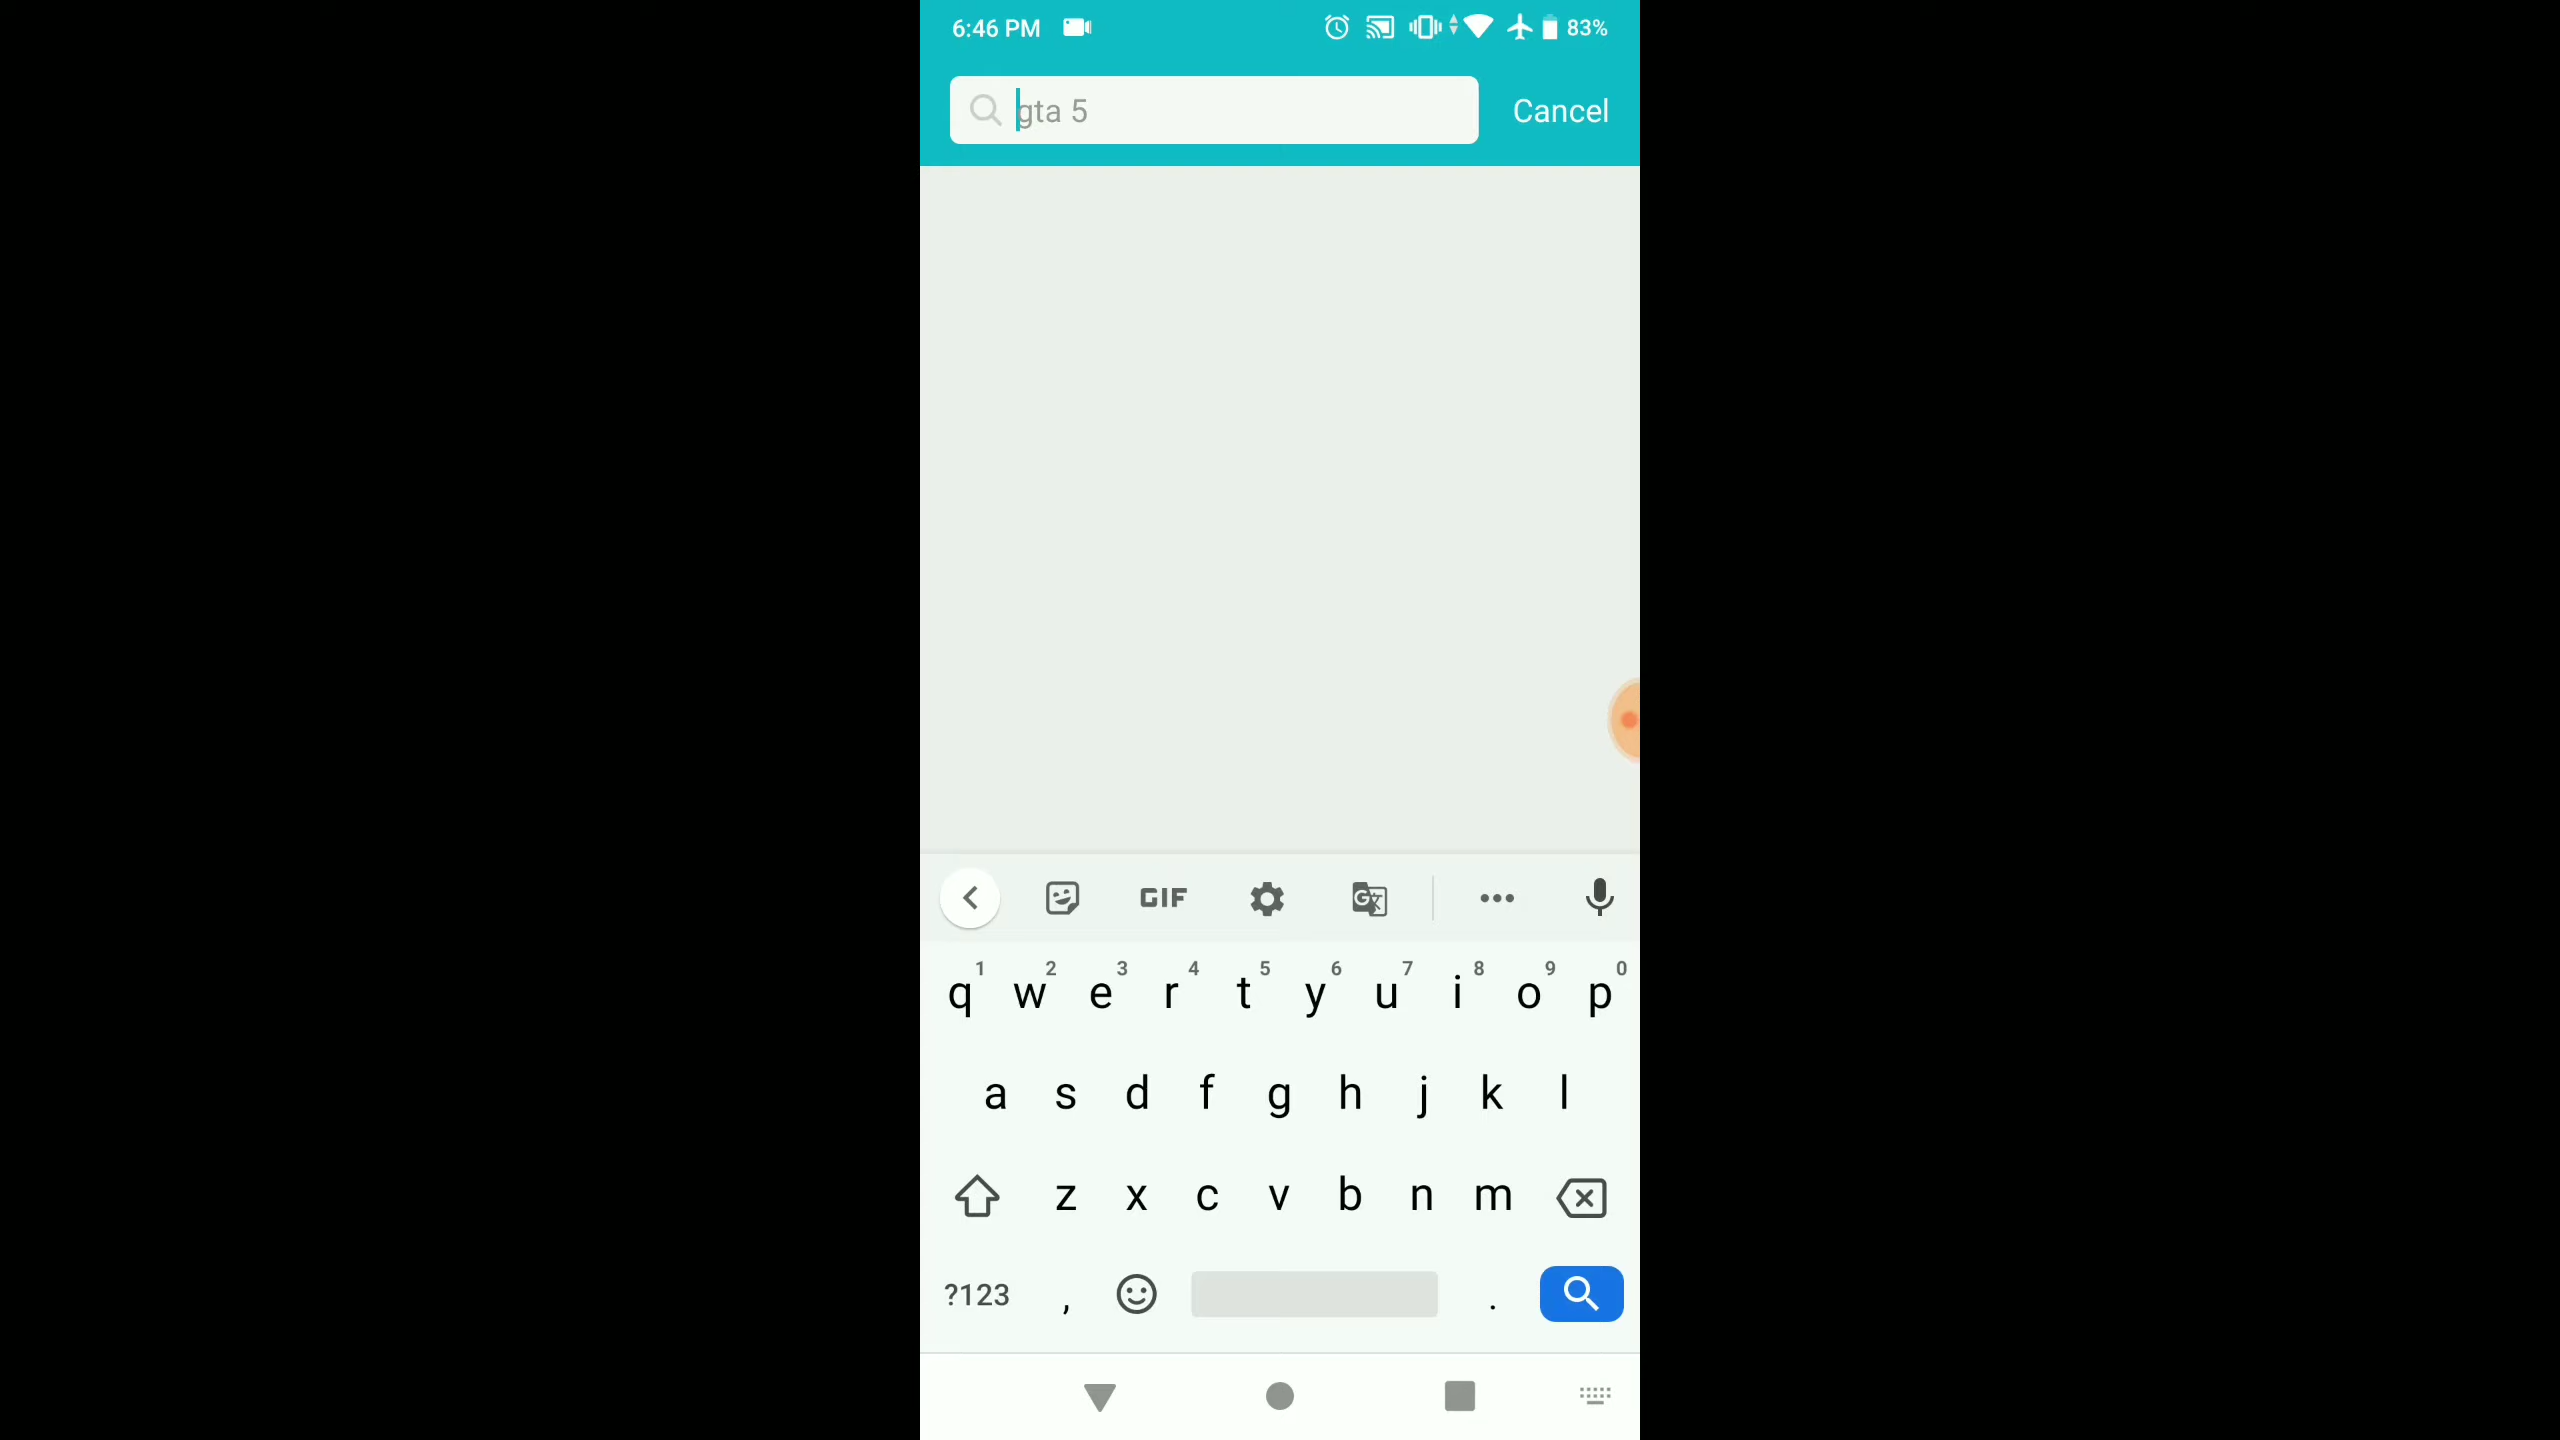 6:46 PM 83%
gta 5 Cancel
GIF G
1 2 3 4 5 6 7 8 9 0
q w e r t y u i o p
a s d f g h j k l
z x c v b n m
?123 , .